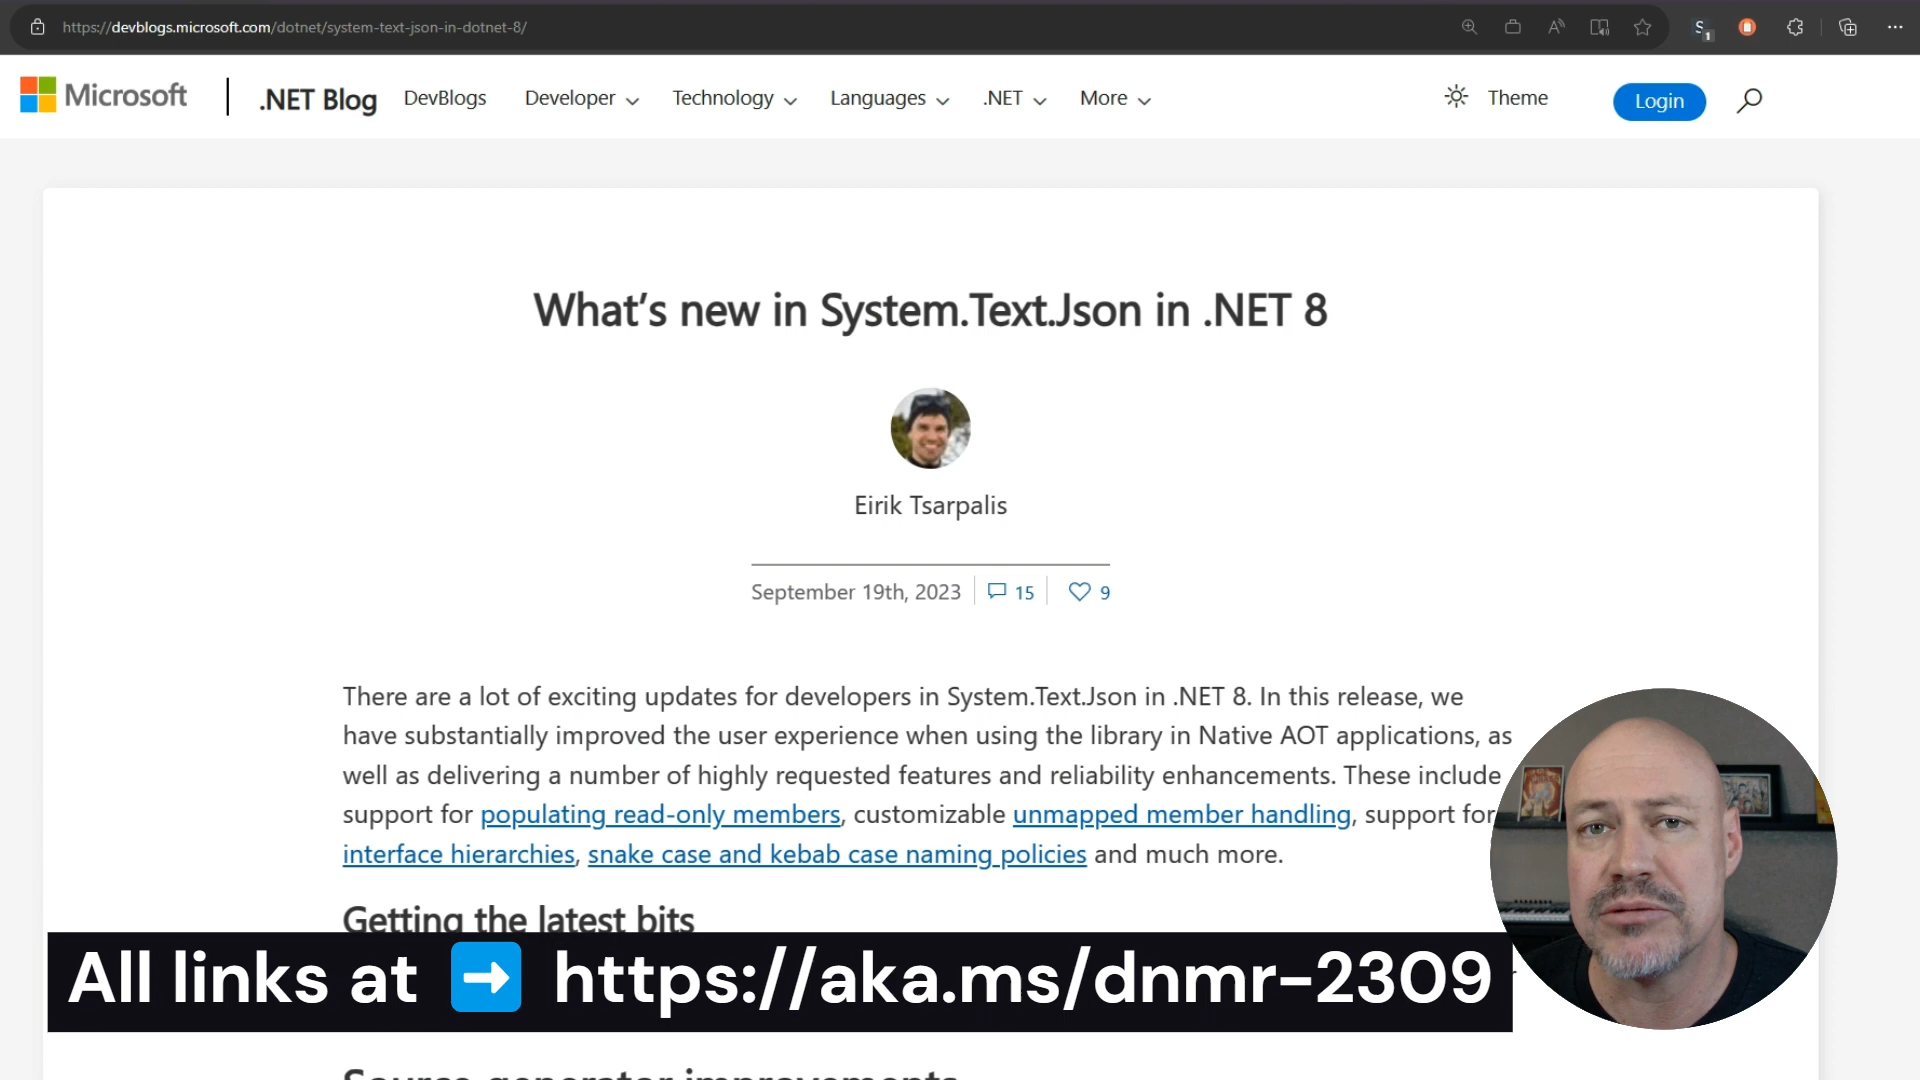 https://devblogs.microsoft.com/dotnet/system-text-json-in-dotnet-8/
Microsoft
.NET Blog
DevBlogs
Developer
Technology
Languages
.NET
More
Theme
Login
What's new in System.Text.Json in .NET 8
Eirik Tsarpalis
September 19th, 2023
15
9
There are a lot of exciting updates for developers in System.Text.Json in .NET 8. In this release, we
have substantially improved the user experience when using the library in Native AOT applications, as
well as delivering a number of highly requested features and reliability enhancements. These include
support for populating read-only members, customizable unmapped member handling, support for
interface hierarchies, snake case and kebab case naming policies and much more.
Getting the latest bits
All links at ➡ https://aka.ms/dnmr-2309
Source generator improvements